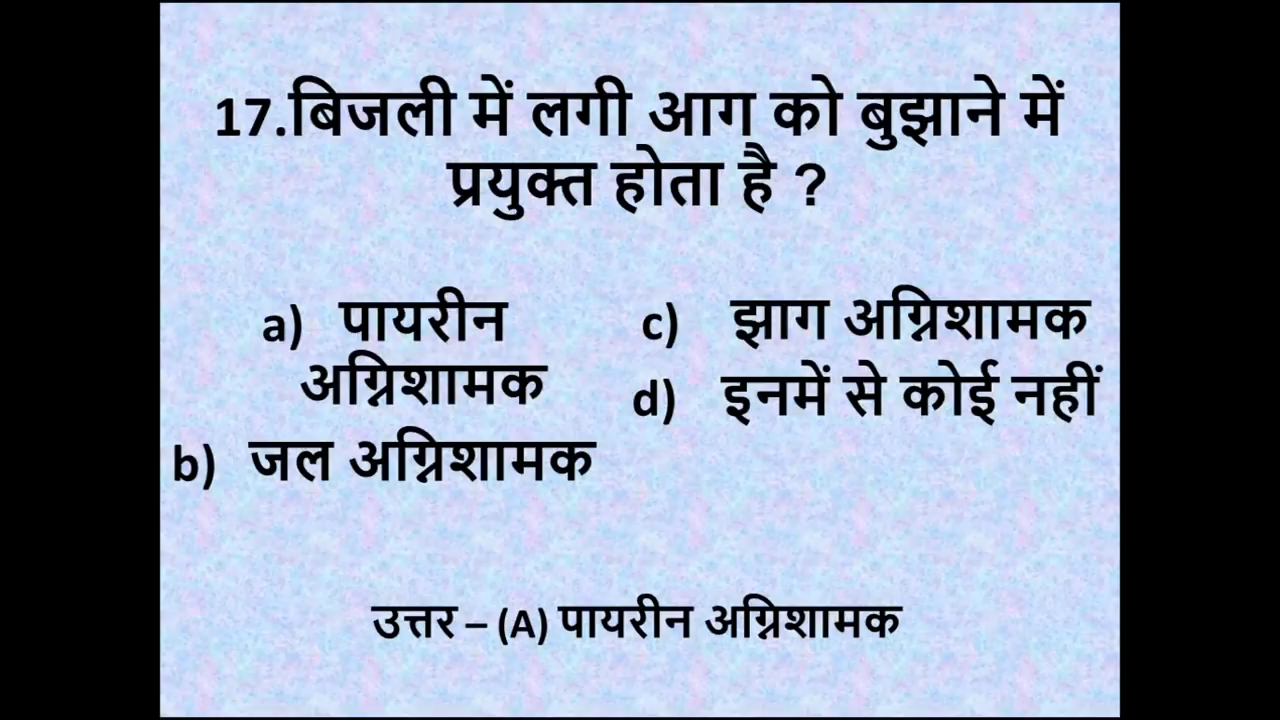 17.बिजली में लगी आग को बुझाने में
प्रयुक्त होता है ?
a) पायरीन
अग्निशामक
b) जल अग्निशामक
c) झाग अग्निशामक
d) इनमें से कोई नहीं
उत्तर – (A) पायरीन अग्निशामक